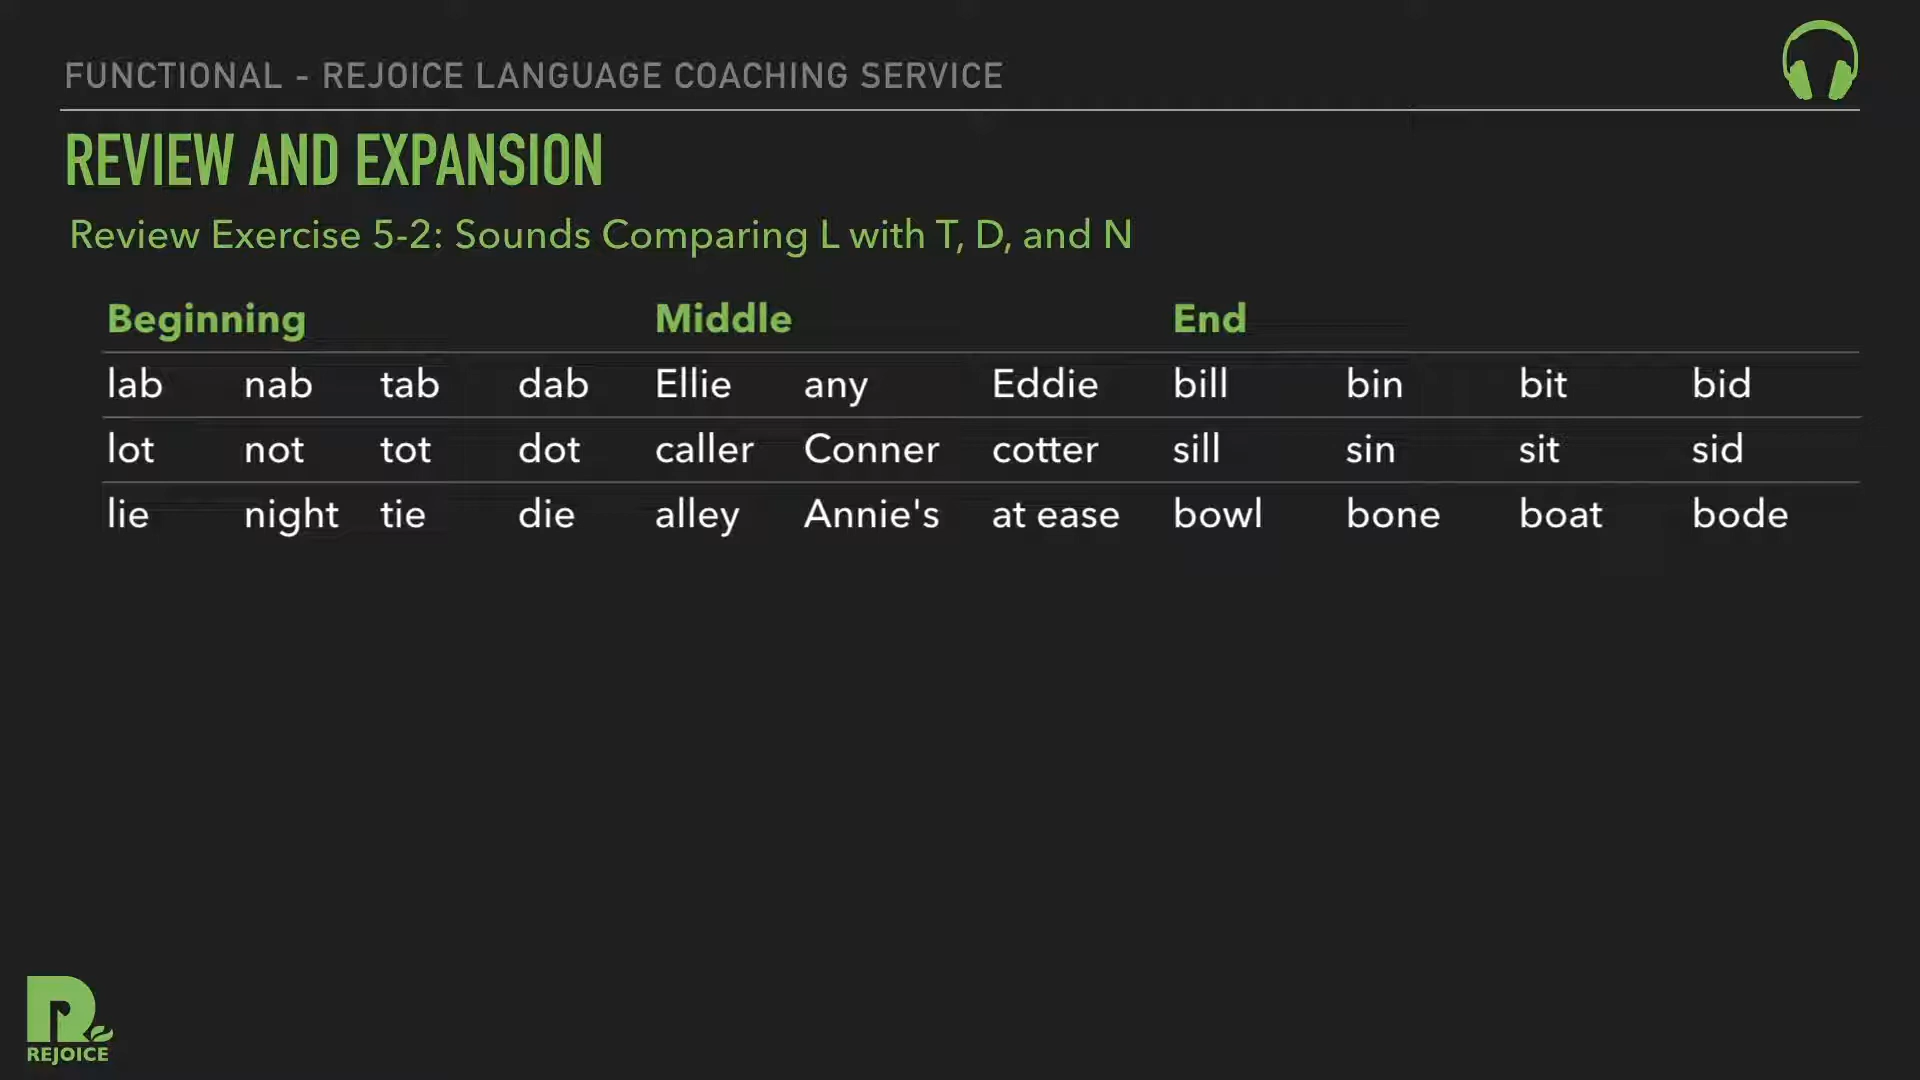 FUNCTIONAL - REJOICE LANGUAGE COACHING SERVICE
REVIEW AND EXPANSION
Review Exercise 5-2: Sounds Comparing L with T, D, and N
Beginning Middle End
lab nab tab dab Ellie any Eddie bill bin bit bid
lot not tot dot caller Conner cotter sill sin sit sid
lie night tie die alley Annie's at ease bowl bone boat bode
REJOICE